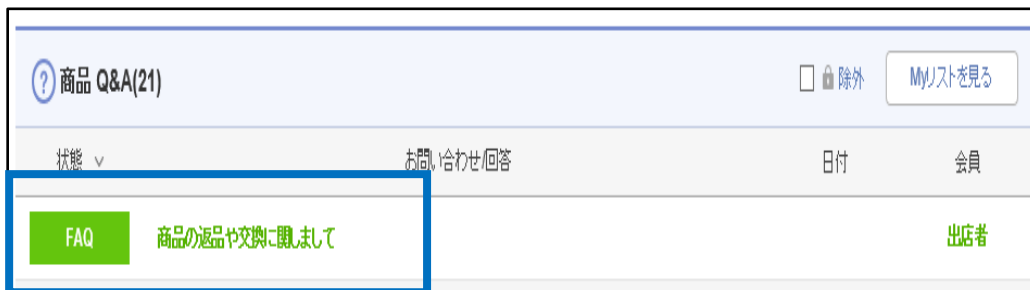 ? 商品 Q&A(21) 除外 Myリストを見る
状態 お問い合わせ/回答 日付 会員
FAQ 商品の返品や交換に関しまして 出店者